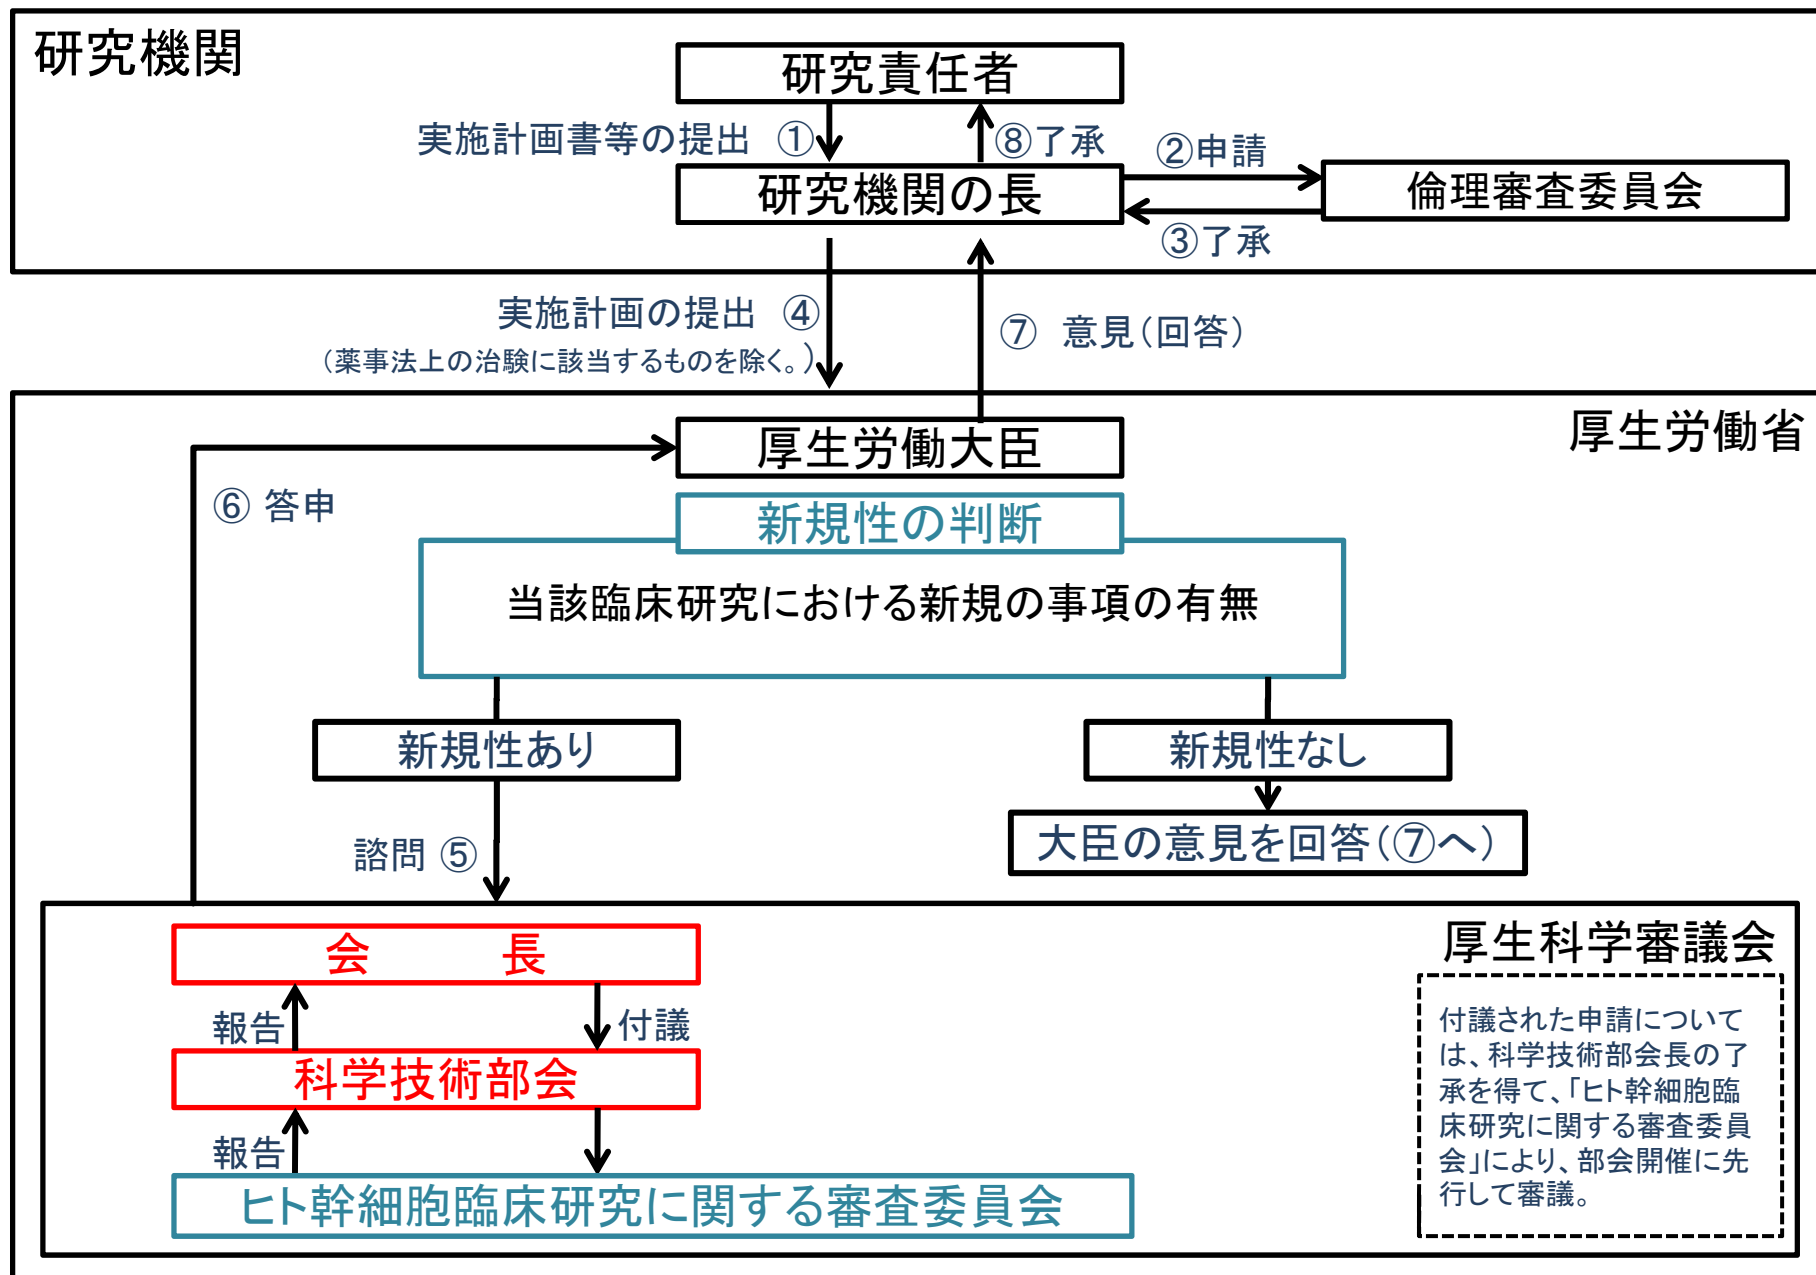 研究機関
研究責任者
実施計画書等の提出 ①
⑧了承
②申請
研究機関の長
倫理審査委員会
③了承
実施計画の提出 ④
（薬事法上の治験に該当するものを除く。）
⑦ 意見（回答）
厚生労働省
厚生労働大臣
⑥ 答申
新規性の判断
当該臨床研究における新規の事項の有無
新規性あり
新規性なし
諮問 ⑤
大臣の意見を回答（⑦へ）
厚生科学審議会
会 長
報告
付議
科学技術部会
報告
ヒト幹細胞臨床研究に関する審査委員会
付議された申請について
は、科学技術部会長の了
承を得て、「ヒト幹細胞臨
床研究に関する審査委員
会」により、部会開催に先
行して審議。